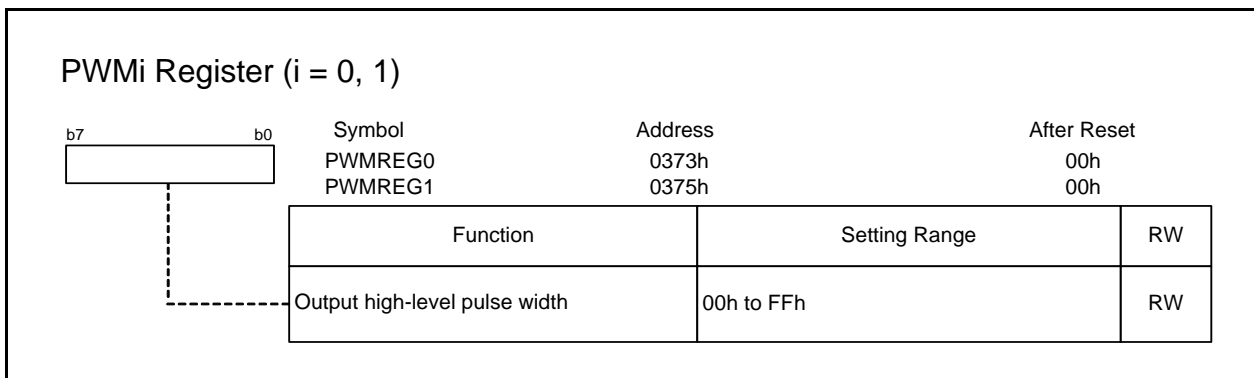 PWMi Register (i = 0, 1)
b7 b0 Symbol Address After Reset
PWMREG0 0373h 00h
PWMREG1 0375h 00h
Function Setting Range RW
Output high-level pulse width 00h to FFh RW